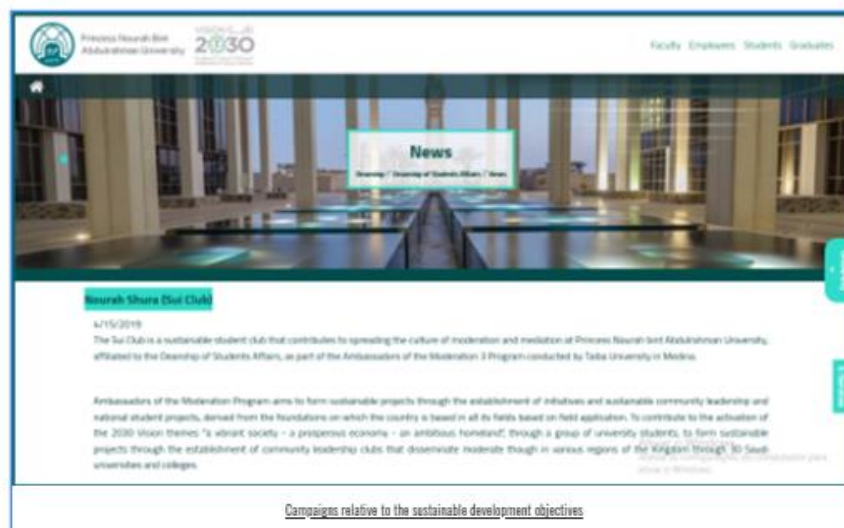 Princess Nourah bint
Abdulrahman University
2030
Faculty Employees Students Graduates
News
Deanship / Deanship of Students Affairs / News
Nourah Shura (Sui Club)
4/15/2019
The Sui Club is a sustainable student club that contributes to spreading the culture of moderation and mediation at Princess Nourah bint Abdulrahman University,
affiliated to the Deanship of Students Affairs, as part of the Ambassadors of the Moderation 3 Program conducted by Taiba University in Medina.
Ambassadors of the Moderation Program aims to form sustainable projects through the establishment of initiatives and sustainable community leadership and
national student projects, derived from the foundations on which the country is based in all its fields based on field application. To contribute to the activation of
the 2030 Vision themes "a vibrant society – a prosperous economy – an ambitious homeland", through a group of university students, to form sustainable
projects through the establishment of community leadership clubs that disseminate moderate though in various regions of the Kingdom through 30 Saudi
universities and colleges.
Campaigns relative to the sustainable development objectives